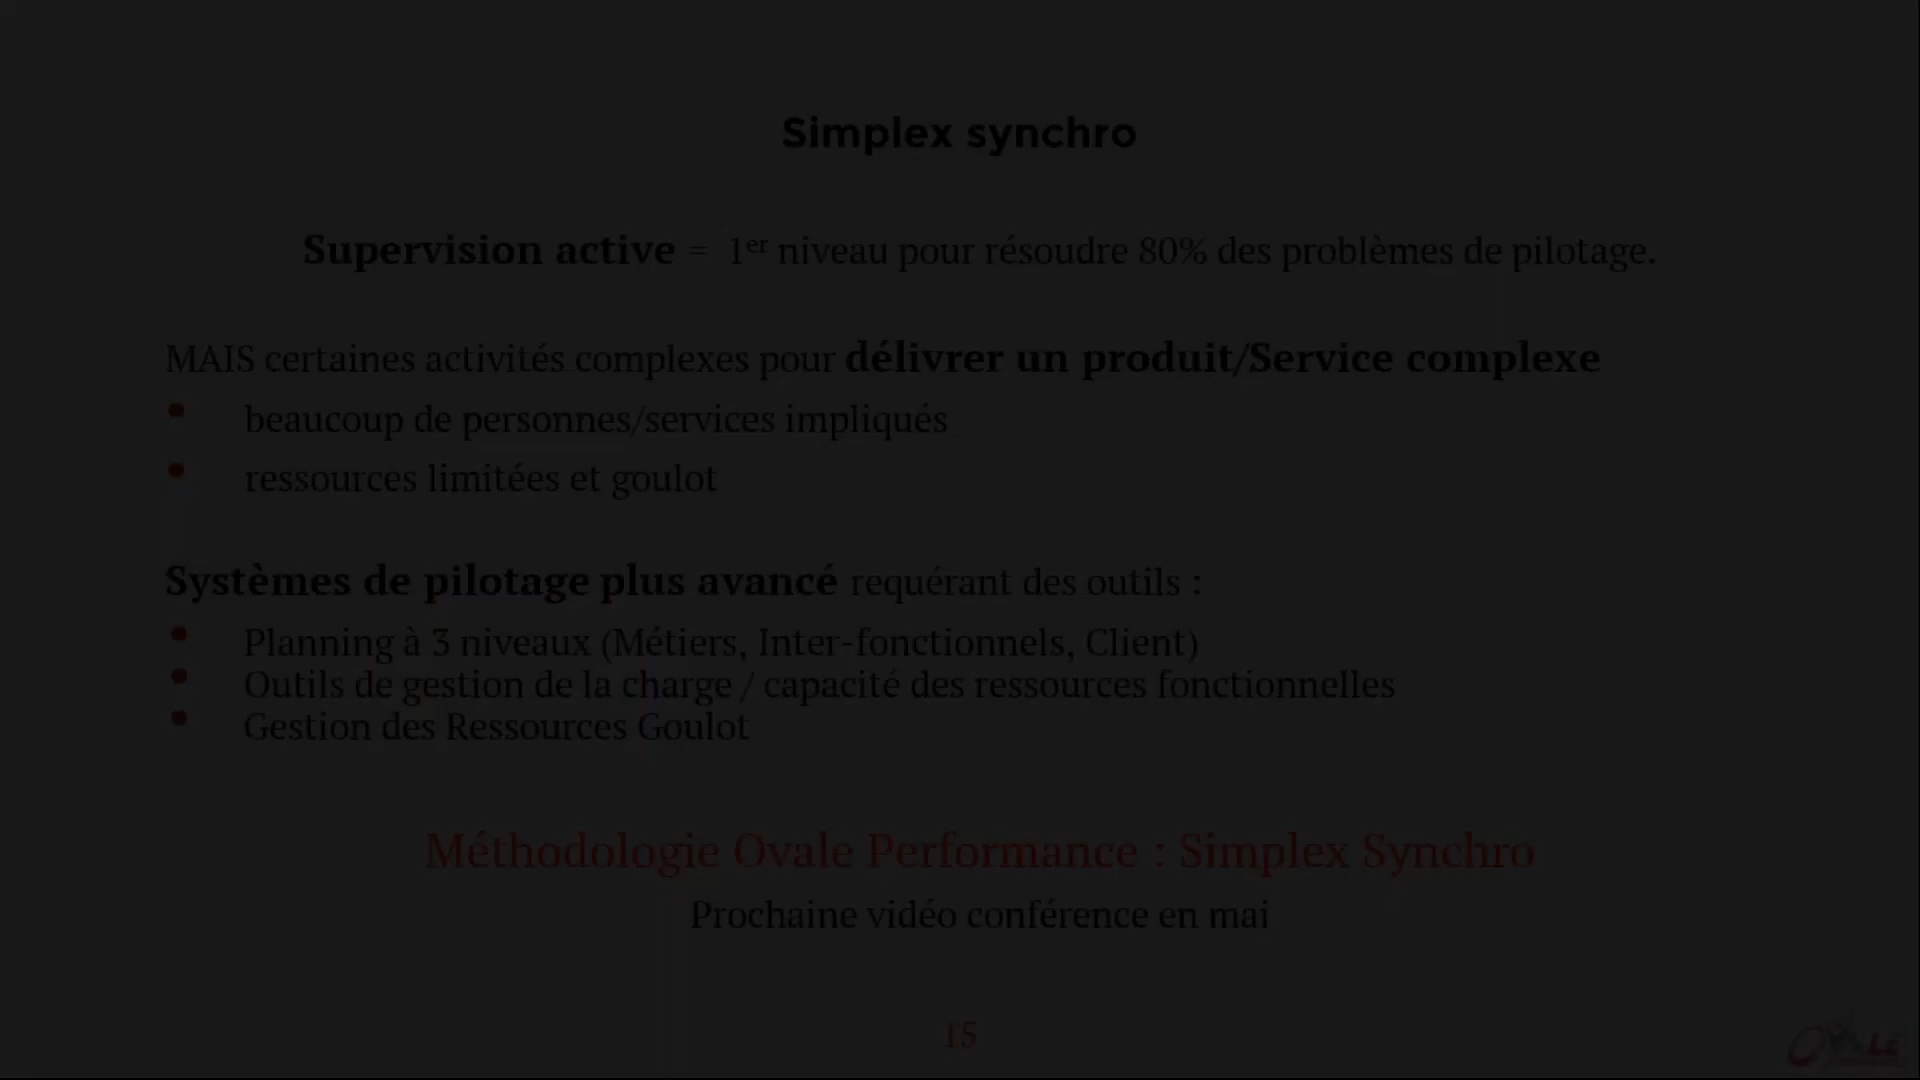 Simplex synchro
Supervision active = 1er niveau pour résoudre 80% des problèmes de pilotage.
MAIS certaines activités complexes pour délivrer un produit/Service complexe
• beaucoup de personnes/services impliqués
• ressources limitées et goulot
Systèmes de pilotage plus avancé requérant des outils :
• Planning à 3 niveaux (Métiers, Inter-fonctionnels, Client)
• Outils de gestion de la charge / capacité des ressources fonctionnelles
• Gestion des Ressources Goulot
Méthodologie Ovale Performance : Simplex Synchro
Prochaine vidéo conférence en mai
15